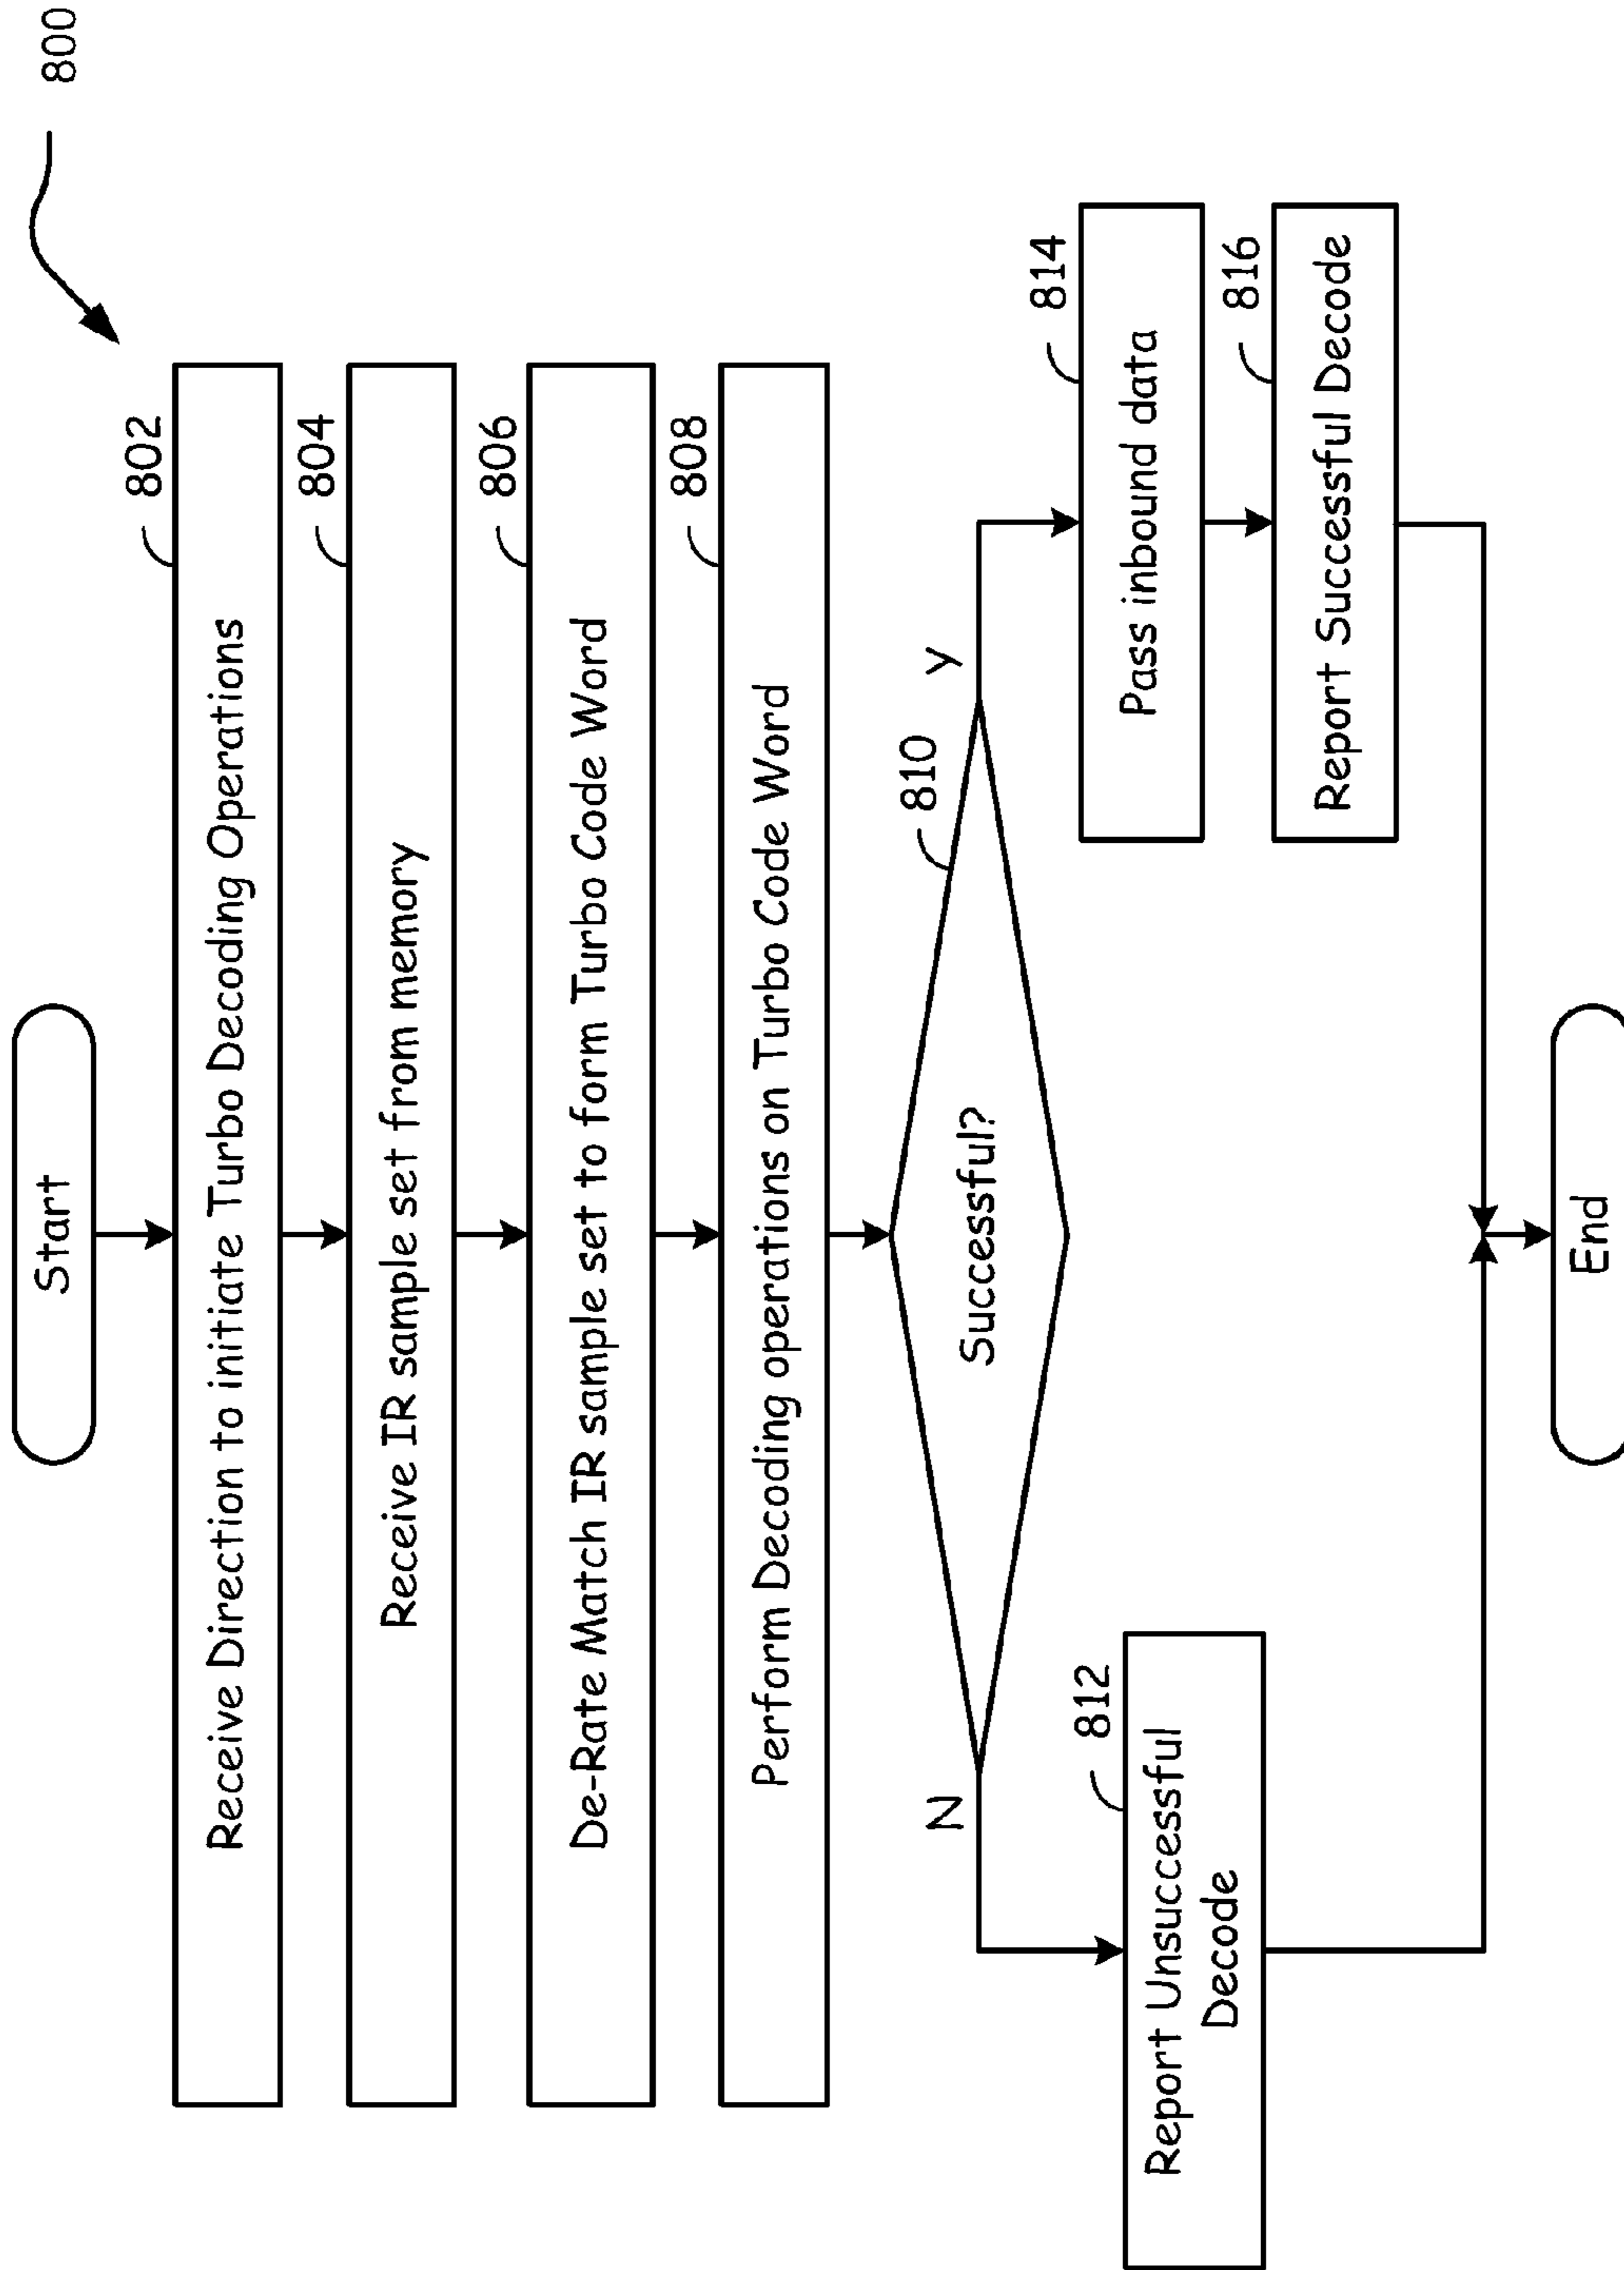 800
Start
802
Receive Direction to initiate Turbo Decoding Operations
804
Receive IR sample set from memory
806
De-Rate Match IR sample set to form Turbo Code Word
808
Perform Decoding operations on Turbo Code Word
810
Successful?
N
Y
812
Report Unsuccessful
Decode
814
Pass inbound data
816
Report Successful Decode
End